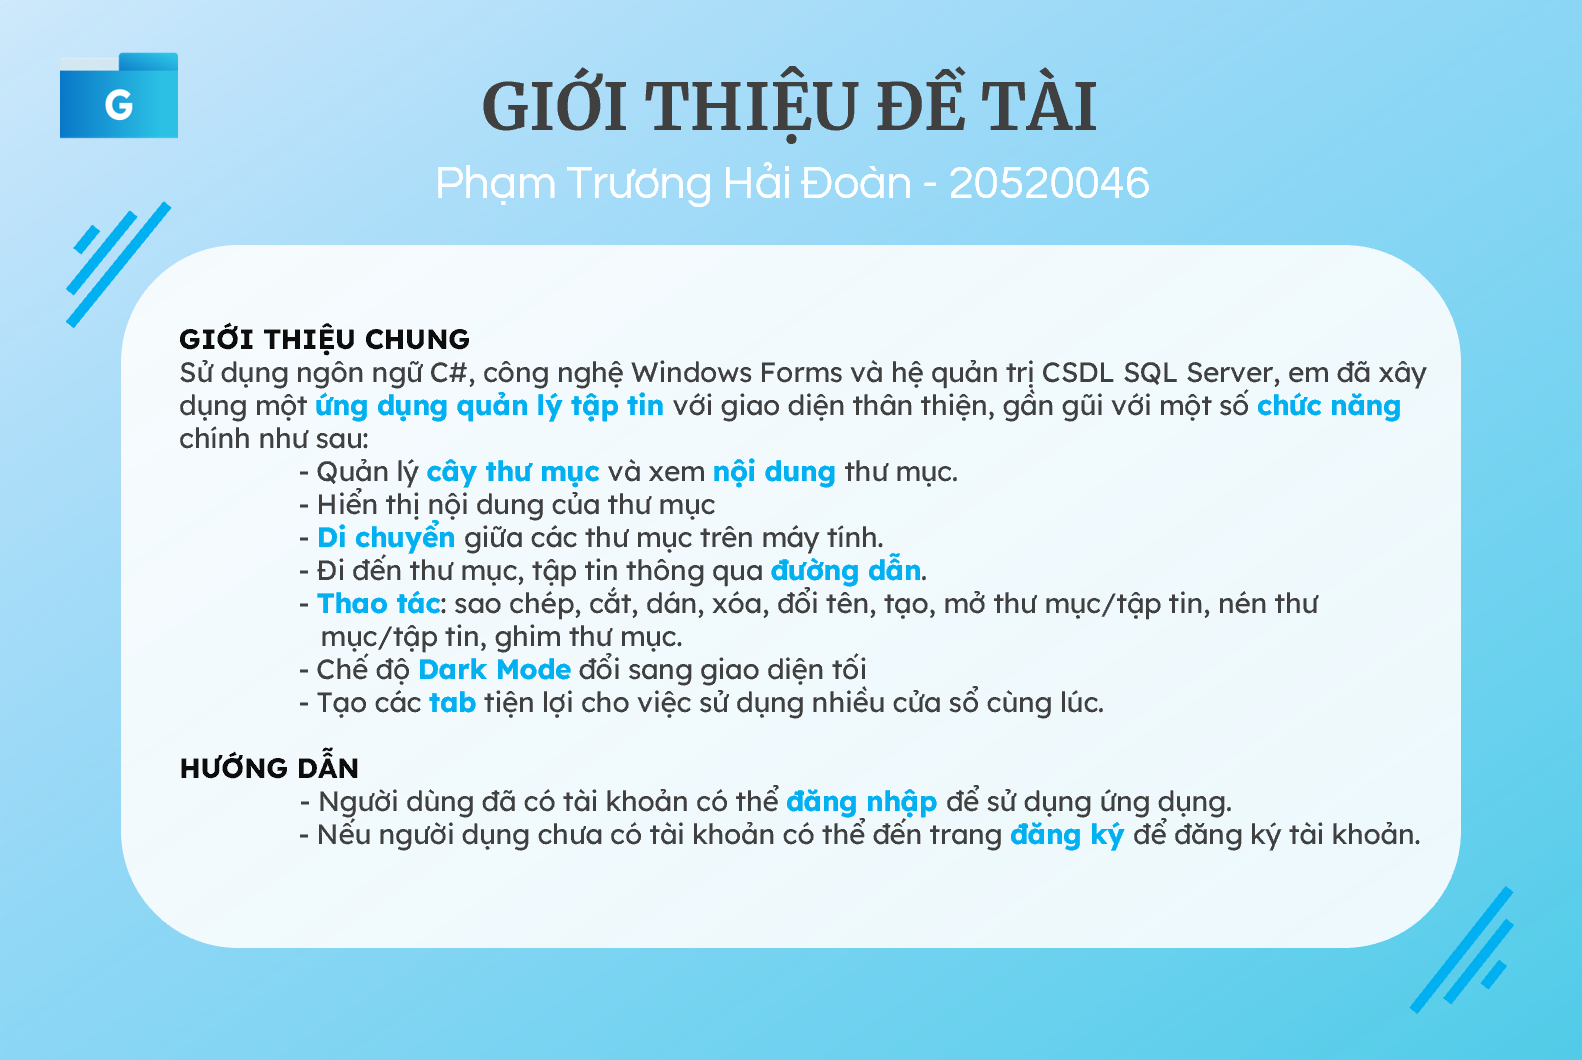 G
GIỚI THIỆU ĐỀ TÀI
Phạm Trương Hải Đoàn - 20520046
GIỚI THIỆU CHUNG
Sử dụng ngôn ngữ C#, công nghệ Windows Forms và hệ quản trị CSDL SQL Server, em đã xây
dụng một ứng dụng quản lý tập tin với giao diện thân thiện, gần gũi với một số chức năng
chính như sau:
- Quản lý cây thư mục và xem nội dung thư mục.
- Hiển thị nội dung của thư mục
- Di chuyển giữa các thư mục trên máy tính.
- Đi đến thư mục, tập tin thông qua đường dẫn.
- Thao tác: sao chép, cắt, dán, xóa, đổi tên, tạo, mở thư mục/tập tin, nén thư
mục/tập tin, ghim thư mục.
- Chế độ Dark Mode đổi sang giao diện tối
- Tạo các tab tiện lợi cho việc sử dụng nhiều cửa sổ cùng lúc.
HƯỚNG DẪN
- Người dùng đã có tài khoản có thể đăng nhập để sử dụng ứng dụng.
- Nếu người dụng chưa có tài khoản có thể đến trang đăng ký để đăng ký tài khoản.